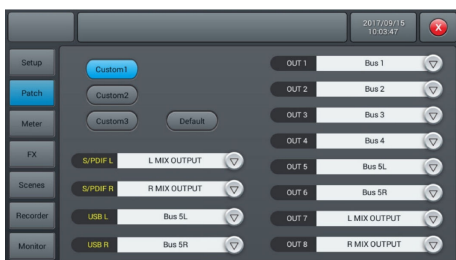 2017/09/15
10:03:47
X
Setup
Patch
Meter
FX
Scenes
Recorder
Monitor
Custom1
Custom2
Custom3 Default
S/PDIF L L MIX OUTPUT
S/PDIF R R MIX OUTPUT
USB L Bus 5L
USB R Bus 5R
OUT 1 Bus 1
OUT 2 Bus 2
OUT 3 Bus 3
OUT 4 Bus 4
OUT 5 Bus 5L
OUT 6 Bus 5R
OUT 7 L MIX OUTPUT
OUT 8 R MIX OUTPUT